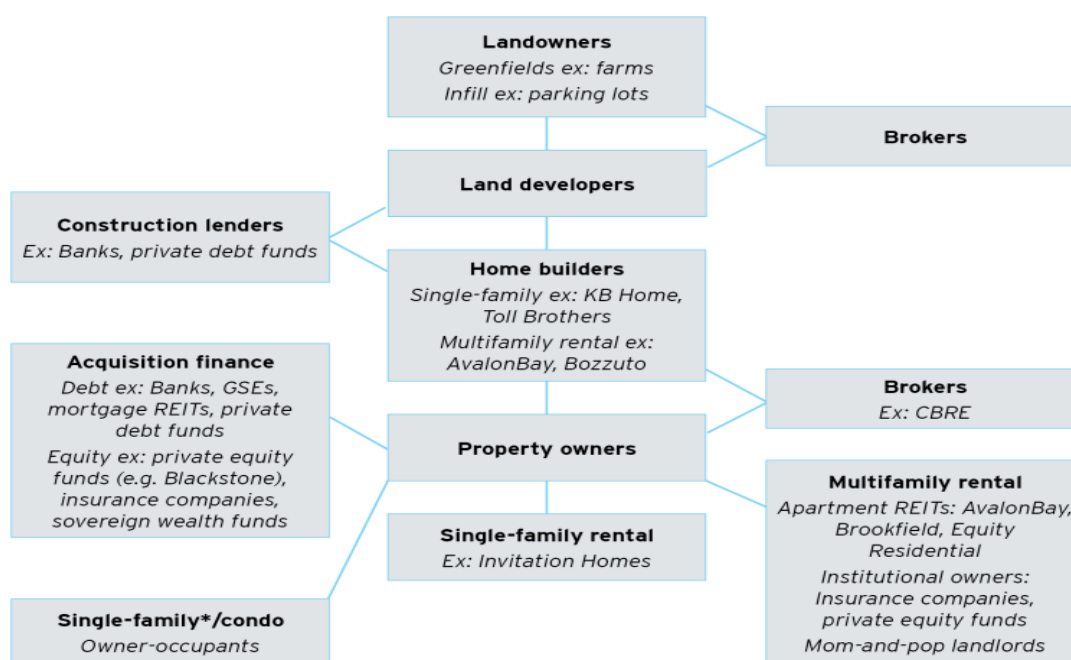 Landowners
Greenfields ex: farms
Infill ex: parking lots
Brokers
Land developers
Construction lenders
Ex: Banks, private debt funds
Home builders
Single-family ex: KB Home,
Toll Brothers
Multifamily rental ex:
AvalonBay, Bozzuto
Acquisition finance
Debt ex: Banks, GSEs,
mortgage REITs, private
debt funds
Equity ex: private equity
funds (e.g. Blackstone),
insurance companies,
sovereign wealth funds
Brokers
Ex: CBRE
Property owners
Multifamily rental
Apartment REITs: AvalonBay,
Brookfield, Equity
Residential
Institutional owners:
Insurance companies,
private equity funds
Mom-and-pop landlords
Single-family rental
Ex: Invitation Homes
Single-family*/condo
Owner-occupants